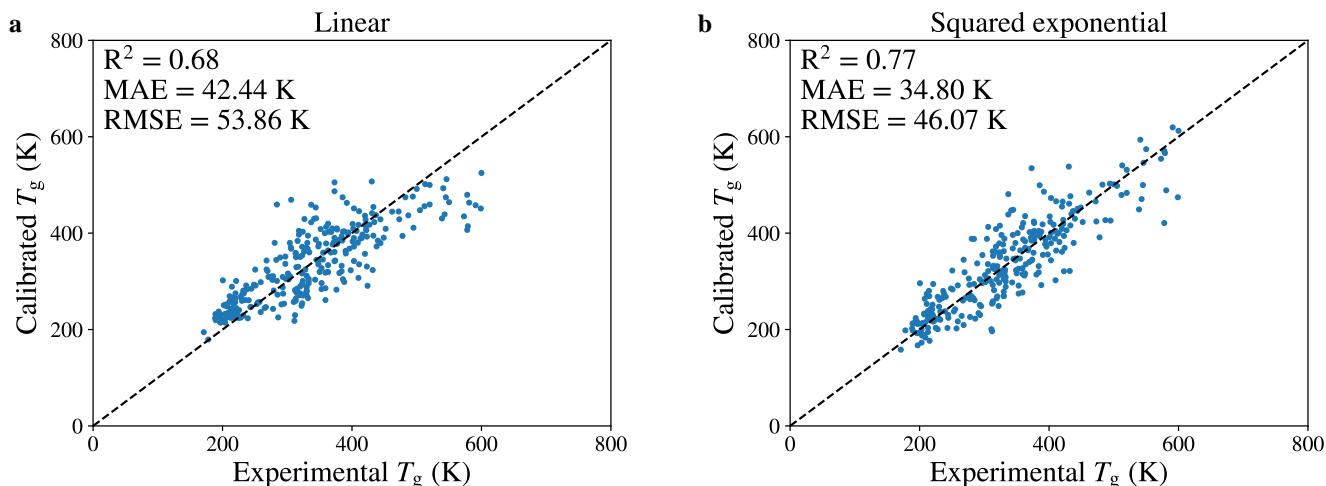 a
Linear
R² = 0.68
MAE = 42.44 K
RMSE = 53.86 K
Calibrated Tg (K)
800
600
400
200
0
0 200 400 600 800
Experimental Tg (K)
b
Squared exponential
R² = 0.77
MAE = 34.80 K
RMSE = 46.07 K
Calibrated Tg (K)
800
600
400
200
0
0 200 400 600 800
Experimental Tg (K)